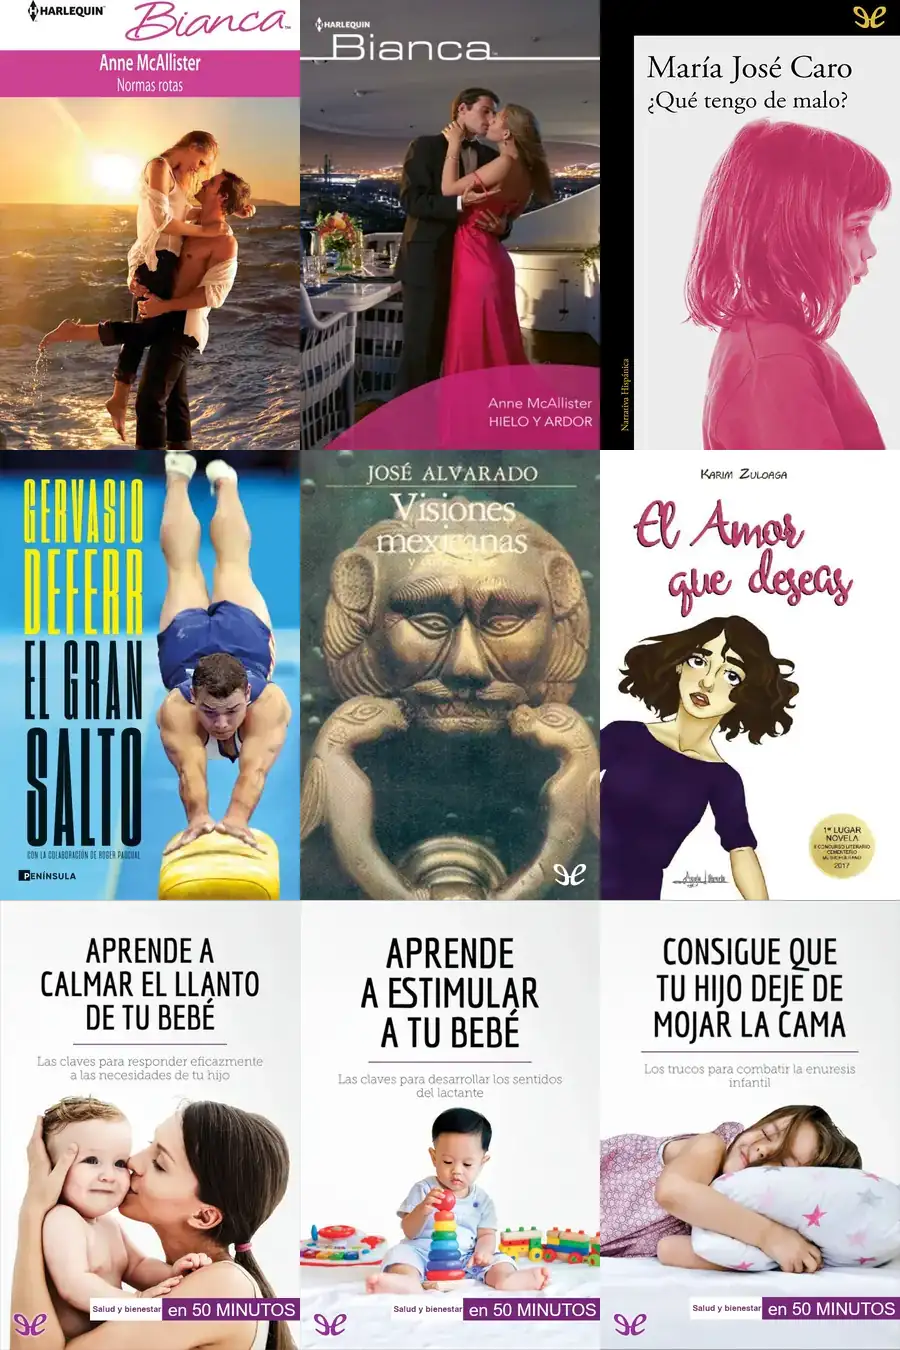 HARLEQUIN™
Bianca™
Anne McAllister
Normas rotas
HARLEQUIN™
Bianca™
Anne McAllister
HIELO Y ARDOR
María José Caro
¿Qué tengo de malo?
Narrativa Hispánica
GERVASIO
DEFERR
EL GRAN
SALTO
CON LA COLABORACIÓN DE ROGER PASCUAL
PENÍNSULA
JOSÉ ALVARADO
Visiones
mexicanas
KARIM ZULOAGA
El Amor
que deseas
1er LUGAR
NOVELA
2017
APRENDE A
CALMAR EL LLANTO
DE TU BEBÉ
Las claves para responder eficazmente
a las necesidades de tu hijo
Salud y bienestar en 50 MINUTOS
APRENDE
A ESTIMULAR
A TU BEBÉ
Las claves para desarrollar los sentidos
del lactante
Salud y bienestar en 50 MINUTOS
CONSIGUE QUE
TU HIJO DEJE DE
MOJAR LA CAMA
Los trucos para combatir la enuresis
infantil
Salud y bienestar en 50 MINUTOS